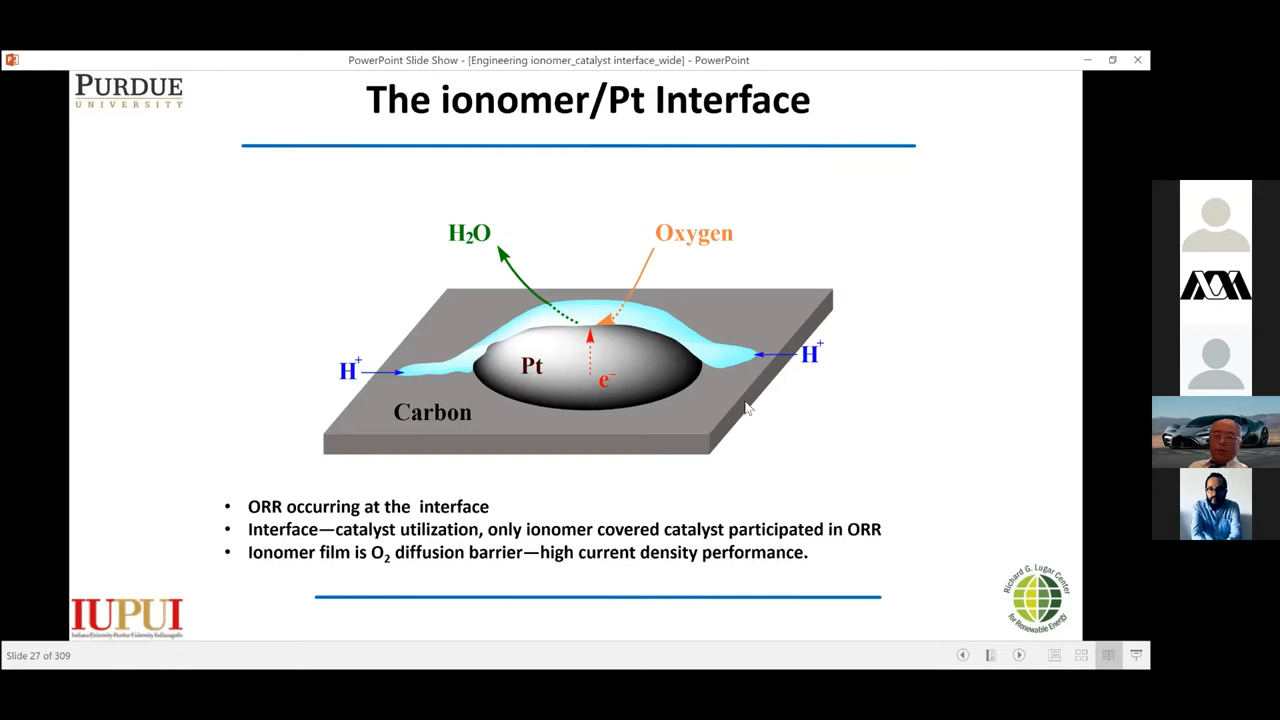 PowerPoint Slide Show - [Engineering ionomer_catalyst interface_wide] - PowerPoint
PURDUE
UNIVERSITY
The ionomer/Pt Interface
H₂O
Oxygen
H⁺
H⁺
Pt
e⁻
Carbon
• ORR occurring at the interface
• Interface—catalyst utilization, only ionomer covered catalyst participated in ORR
• Ionomer film is O₂ diffusion barrier—high current density performance.
Richard G. Lugar Center
for Renewable Energy
IUPUI
Indiana University Purdue University Indianapolis
Slide 27 of 309